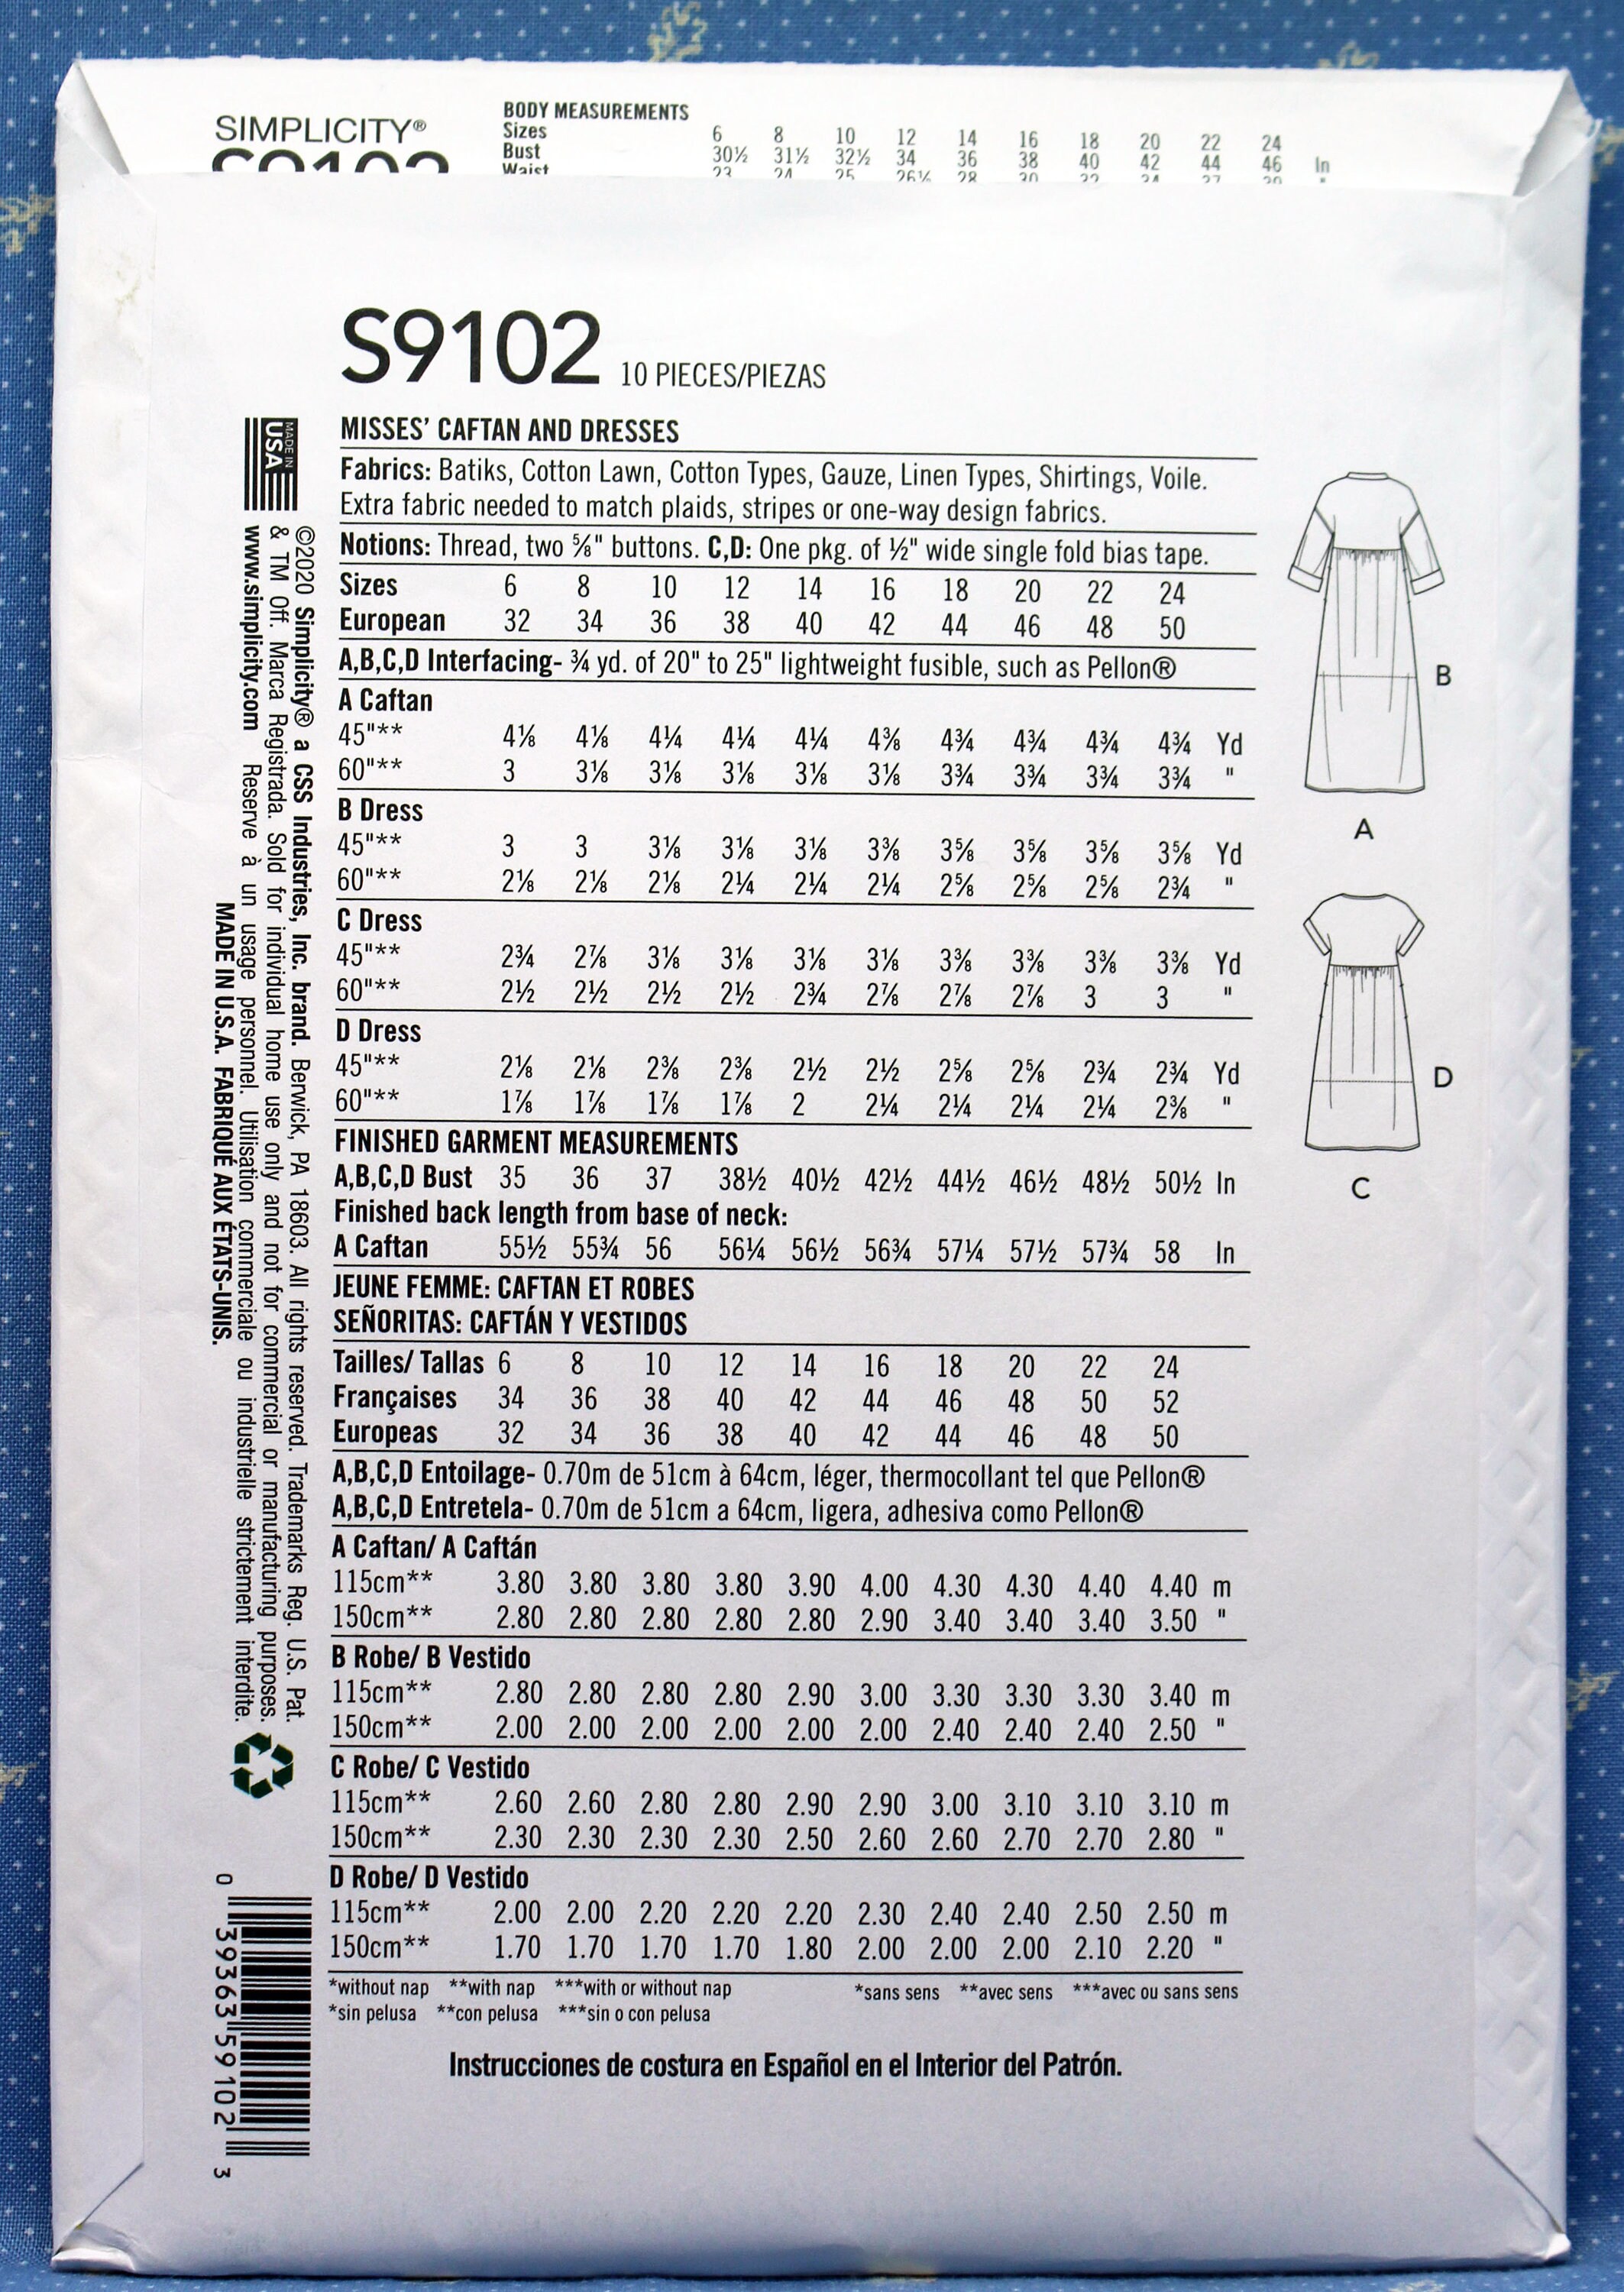 SIMPLICITY®
S9102
BODY MEASUREMENTS
Sizes 6 8 10 12 14 16 18 20 22 24
Bust 30½ 31½ 32½ 34 36 38 40 42 44 46 In
Waist 23 24 25 26½ 28 30 32 34 37 39 "
S9102 10 PIECES/PIEZAS
MISSES’ CAFTAN AND DRESSES
Fabrics: Batiks, Cotton Lawn, Cotton Types, Gauze, Linen Types, Shirtings, Voile.
Extra fabric needed to match plaids, stripes or one-way design fabrics.
Notions: Thread, two ⅝" buttons. C,D: One pkg. of ½" wide single fold bias tape.
Sizes 6 8 10 12 14 16 18 20 22 24
European 32 34 36 38 40 42 44 46 48 50
A,B,C,D Interfacing- ¾ yd. of 20" to 25" lightweight fusible, such as Pellon®
A Caftan
45"** 4⅛ 4⅛ 4¼ 4¼ 4¼ 4⅜ 4¾ 4¾ 4¾ 4¾ Yd
60"** 3 3⅛ 3⅛ 3⅛ 3⅛ 3⅛ 3¾ 3¾ 3¾ 3¾ "
B Dress
45"** 3 3 3⅛ 3⅛ 3⅛ 3⅜ 3⅝ 3⅝ 3⅝ 3⅝ Yd
60"** 2⅛ 2⅛ 2⅛ 2¼ 2¼ 2¼ 2⅝ 2⅝ 2⅝ 2¾ "
C Dress
45"** 2¾ 2⅞ 3⅛ 3⅛ 3⅛ 3⅛ 3⅜ 3⅜ 3⅜ 3⅜ Yd
60"** 2½ 2½ 2½ 2½ 2¾ 2⅞ 2⅞ 2⅞ 3 3 "
D Dress
45"** 2⅛ 2⅛ 2⅜ 2⅜ 2½ 2½ 2⅝ 2⅝ 2¾ 2¾ Yd
60"** 1⅞ 1⅞ 1⅞ 1⅞ 2 2¼ 2¼ 2¼ 2¼ 2⅜ "
FINISHED GARMENT MEASUREMENTS
A,B,C,D Bust 35 36 37 38½ 40½ 42½ 44½ 46½ 48½ 50½ In
Finished back length from base of neck:
A Caftan 55½ 55¾ 56 56¼ 56½ 56¾ 57¼ 57½ 57¾ 58 In
JEUNE FEMME: CAFTAN ET ROBES
SEÑORITAS: CAFTÁN Y VESTIDOS
Tailles/ Tallas 6 8 10 12 14 16 18 20 22 24
Françaises 34 36 38 40 42 44 46 48 50 52
Europeas 32 34 36 38 40 42 44 46 48 50
A,B,C,D Entoilage- 0.70m de 51cm à 64cm, léger, thermocollant tel que Pellon®
A,B,C,D Entretela- 0.70m de 51cm a 64cm, ligera, adhesiva como Pellon®
A Caftan/ A Caftán
115cm** 3.80 3.80 3.80 3.80 3.90 4.00 4.30 4.30 4.40 4.40 m
150cm** 2.80 2.80 2.80 2.80 2.80 2.90 3.40 3.40 3.40 3.50 "
B Robe/ B Vestido
115cm** 2.80 2.80 2.80 2.80 2.90 3.00 3.30 3.30 3.30 3.40 m
150cm** 2.00 2.00 2.00 2.00 2.00 2.00 2.40 2.40 2.40 2.50 "
C Robe/ C Vestido
115cm** 2.60 2.60 2.80 2.80 2.90 2.90 3.00 3.10 3.10 3.10 m
150cm** 2.30 2.30 2.30 2.30 2.50 2.60 2.60 2.70 2.70 2.80 "
D Robe/ D Vestido
115cm** 2.00 2.00 2.20 2.20 2.20 2.30 2.40 2.40 2.50 2.50 m
150cm** 1.70 1.70 1.70 1.70 1.80 2.00 2.00 2.00 2.10 2.20 "
*without nap **with nap ***with or without nap *sans sens **avec sens ***avec ou sans sens
*sin pelusa **con pelusa ***sin o con pelusa
Instrucciones de costura en Español en el Interior del Patrón.
B
A
D
C
MADE IN
USA
©2020 Simplicity® a CSS Industries, Inc. brand. Berwick, PA 18603. All rights reserved. Trademarks Reg. U.S. Pat.
& TM Off. Marca Registrada. Sold for individual home use only and not for commercial or manufacturing purposes.
www.simplicity.com Reserve à un usage personnel. Utilisation commerciale ou industrielle strictement interdite.
MADE IN U.S.A. FABRIQUÉ AUX ÉTATS-UNIS.
0 39363 59102 3